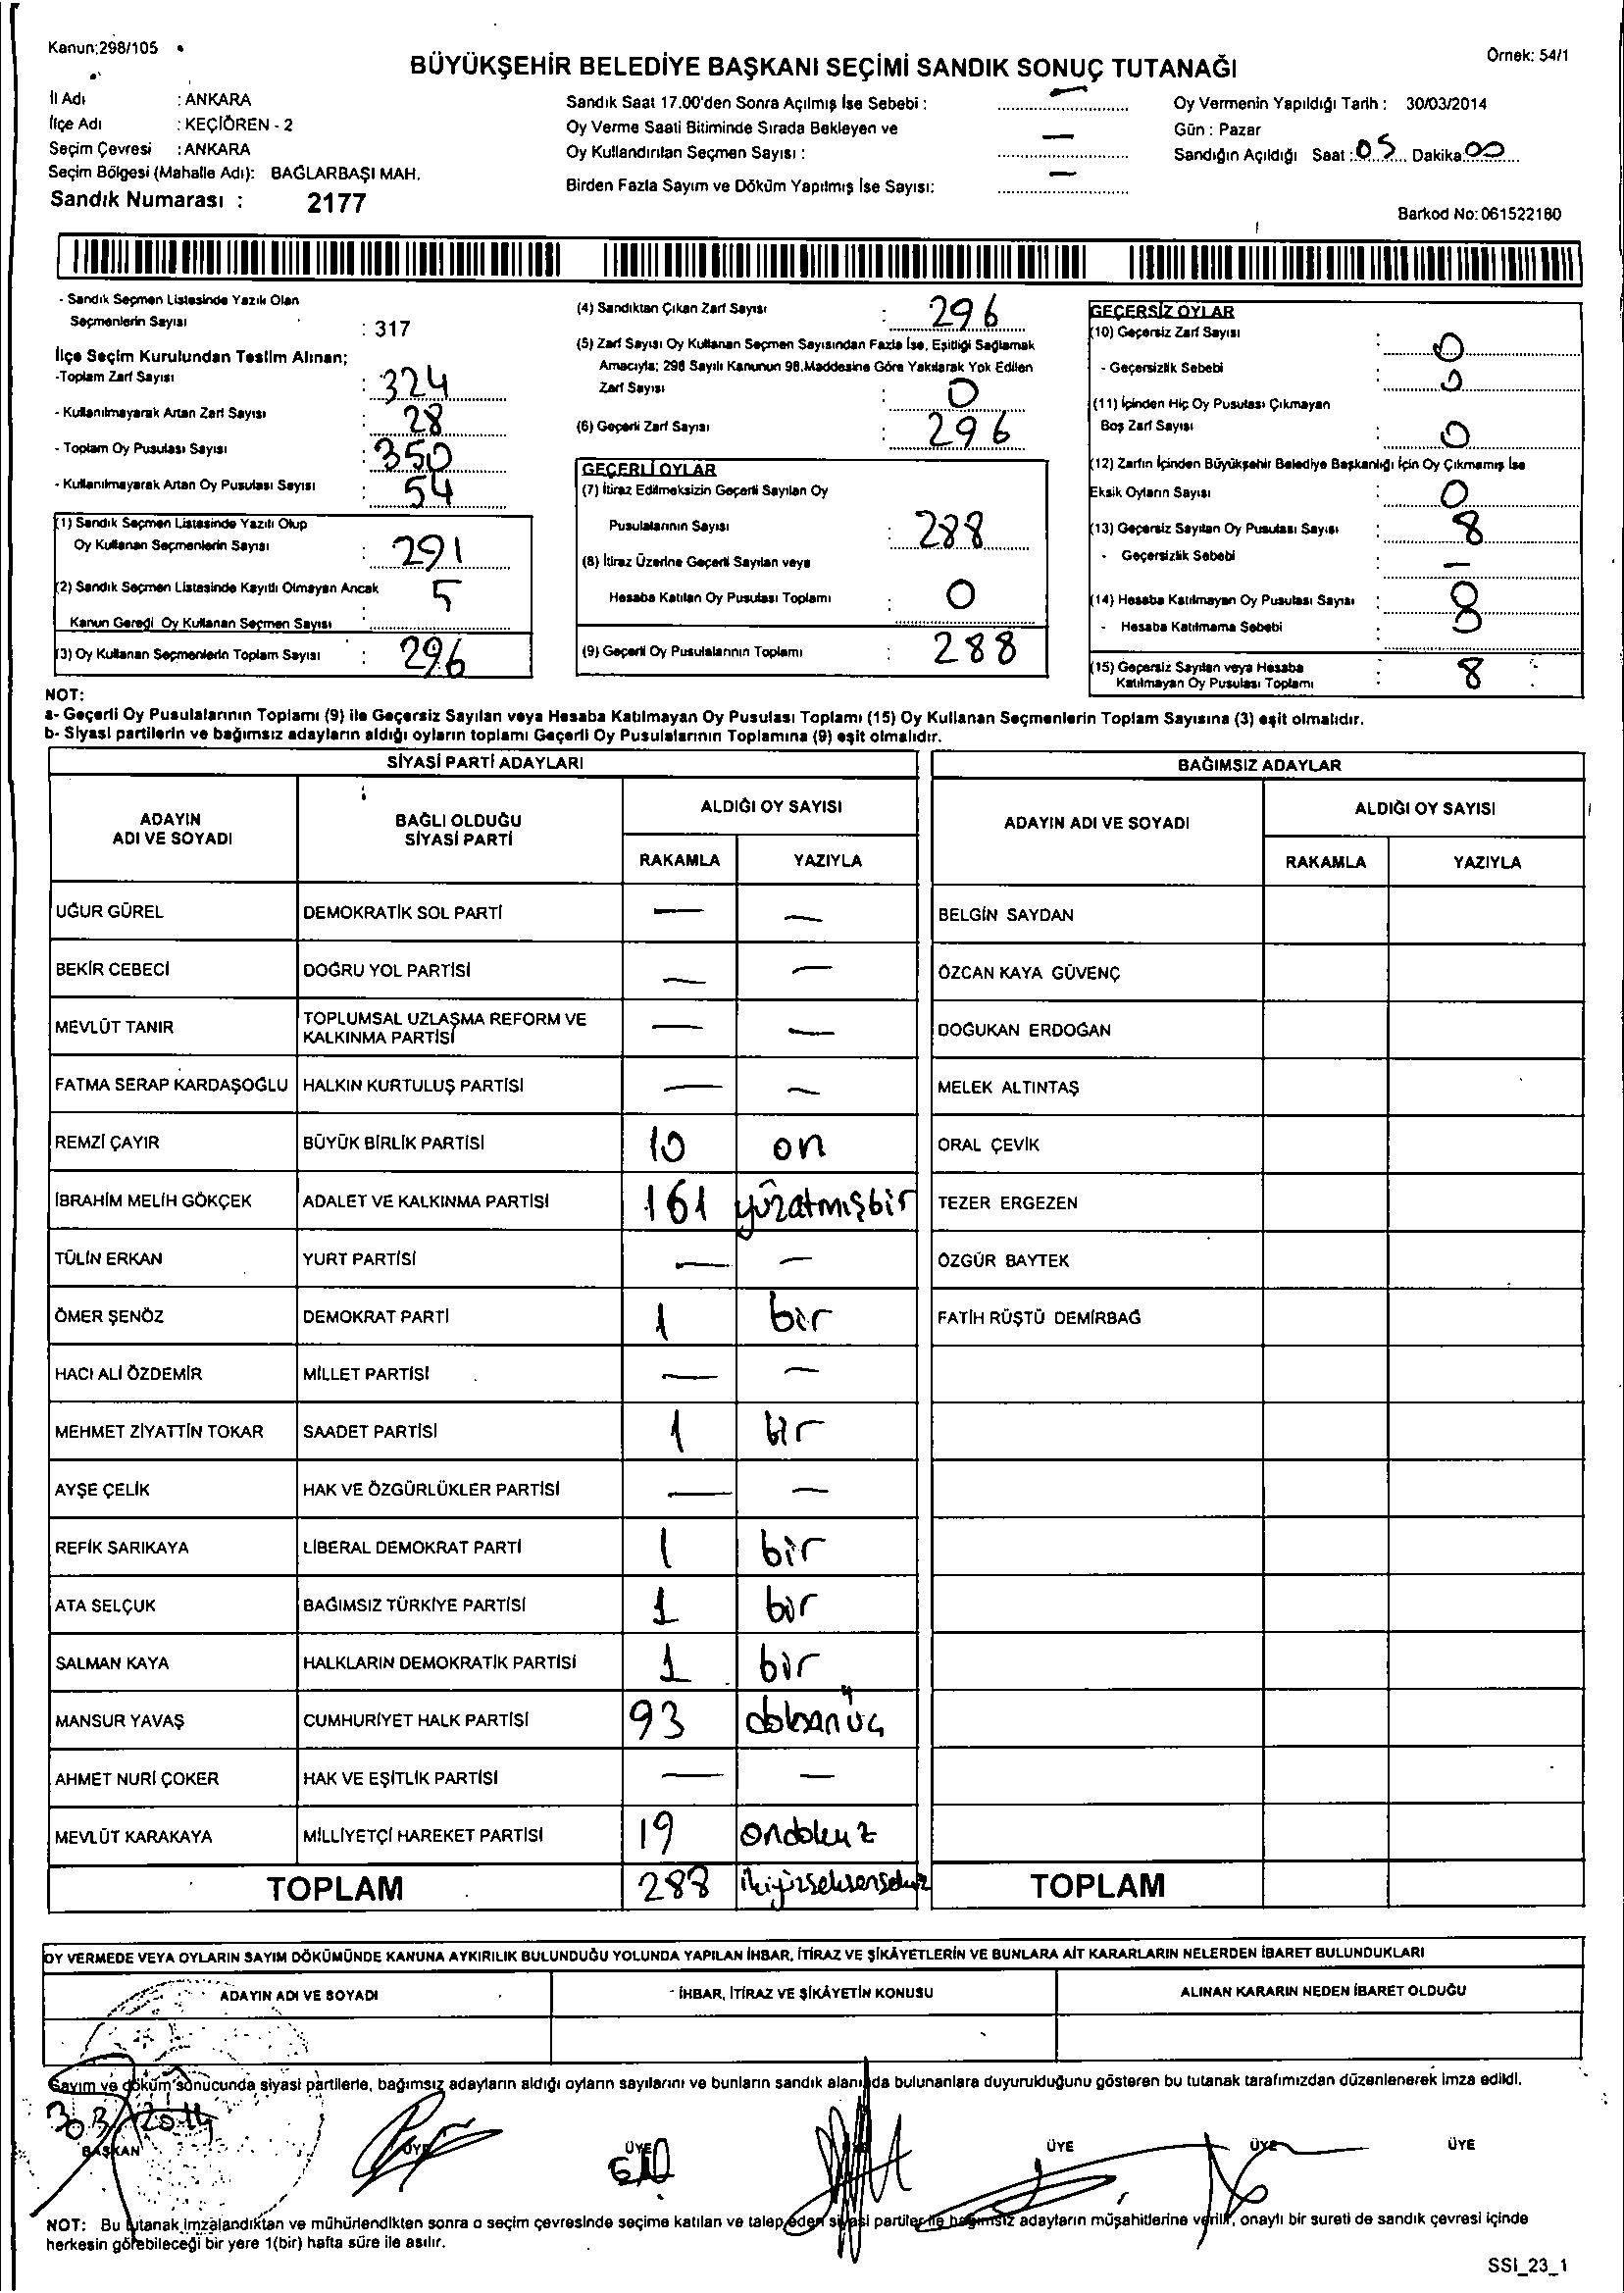 Kanun:298/105
Örnek: 54/1
BÜYÜKŞEHİR BELEDİYE BAŞKANI SEÇİMİ SANDIK SONUÇ TUTANAĞI
İl Adı : ANKARA
İlçe Adı : KEÇİÖREN - 2
Seçim Çevresi : ANKARA
Seçim Bölgesi (Mahalle Adı): BAĞLARBAŞI MAH.
Sandık Numarası : 2177
Sandık Saat 17.00'den Sonra Açılmış İse Sebebi : —
Oy Verme Saati Bitiminde Sırada Bekleyen ve
Oy Kullandırılan Seçmen Sayısı : —
Birden Fazla Sayım ve Döküm Yapılmış İse Sayısı: —
Oy Vermenin Yapıldığı Tarih : 30/03/2014
Gün : Pazar
Sandığın Açıldığı Saat : 05 Dakika 00
Barkod No: 061522180
- Sandık Seçmen Listesinde Yazılı Olan
Seçmenlerin Sayısı : 317
İlçe Seçim Kurulundan Teslim Alınan;
-Toplam Zarf Sayısı : 324
- Kullanılmayarak Artan Zarf Sayısı : 28
- Toplam Oy Pusulası Sayısı : 350
- Kullanılmayarak Artan Oy Pusulası Sayısı : 54
(1) Sandık Seçmen Listesinde Yazılı Olup
Oy Kullanan Seçmenlerin Sayısı : 291
(2) Sandık Seçmen Listesinde Kayıtlı Olmayan Ancak
Kanun Gereği Oy Kullanan Seçmen Sayısı : 5
(3) Oy Kullanan Seçmenlerin Toplam Sayısı : 296
(4) Sandıktan Çıkan Zarf Sayısı : 296
(5) Zarf Sayısı Oy Kullanan Seçmen Sayısından Fazla İse, Eşitliği Sağlamak
Amacıyla; 298 Sayılı Kanunun 98.Maddesine Göre Yakılarak Yok Edilen
Zarf Sayısı : 0
(6) Geçerli Zarf Sayısı : 296
GEÇERLİ OYLAR
(7) İtiraz Edilmeksizin Geçerli Sayılan Oy
Pusulalarının Sayısı : 288
(8) İtiraz Üzerine Geçerli Sayılan veya
Hesaba Katılan Oy Pusulası Toplamı : 0
(9) Geçerli Oy Pusulalarının Toplamı : 288
GEÇERSİZ OYLAR
(10) Geçersiz Zarf Sayısı : 0
- Geçersizlik Sebebi : 0
(11) İçinden Hiç Oy Pusulası Çıkmayan
Boş Zarf Sayısı : 0
(12) Zarfın İçinden Büyükşehir Belediye Başkanlığı İçin Oy Çıkmamış İse
Eksik Oyların Sayısı : 0
(13) Geçersiz Sayılan Oy Pusulası Sayısı : 8
- Geçersizlik Sebebi : —
(14) Hesaba Katılmayan Oy Pusulası Sayısı : 0
- Hesaba Katılmama Sebebi : 0
(15) Geçersiz Sayılan veya Hesaba
Katılmayan Oy Pusulası Toplamı : 8
NOT:
a- Geçerli Oy Pusulalarının Toplamı (9) ile Geçersiz Sayılan veya Hesaba Katılmayan Oy Pusulası Toplamı (15) Oy Kullanan Seçmenlerin Toplam Sayısına (3) eşit olmalıdır.
b- Siyasi partilerin ve bağımsız adayların aldığı oyların toplamı Geçerli Oy Pusulalarının Toplamına (9) eşit olmalıdır.
SİYASİ PARTİ ADAYLARI
ADAYIN ADI VE SOYADI BAĞLI OLDUĞU SİYASİ PARTİ ALDIĞI OY SAYISI
RAKAMLA YAZIYLA
UĞUR GÜREL DEMOKRATİK SOL PARTİ — —
BEKİR CEBECİ DOĞRU YOL PARTİSİ — —
MEVLÜT TANIR TOPLUMSAL UZLAŞMA REFORM VE KALKINMA PARTİSİ — —
FATMA SERAP KARDAŞOĞLU HALKIN KURTULUŞ PARTİSİ — —
REMZİ ÇAYIR BÜYÜK BİRLİK PARTİSİ 10 on
İBRAHİM MELİH GÖKÇEK ADALET VE KALKINMA PARTİSİ 161 yüzatmışbir
TÜLİN ERKAN YURT PARTİSİ — —
ÖMER ŞENÖZ DEMOKRAT PARTİ 1 bir
HACI ALİ ÖZDEMİR MİLLET PARTİSİ — —
MEHMET ZİYATTİN TOKAR SAADET PARTİSİ 1 bir
AYŞE ÇELİK HAK VE ÖZGÜRLÜKLER PARTİSİ — —
REFİK SARIKAYA LİBERAL DEMOKRAT PARTİ 1 bir
ATA SELÇUK BAĞIMSIZ TÜRKİYE PARTİSİ 1 bir
SALMAN KAYA HALKLARIN DEMOKRATİK PARTİSİ 1 bir
MANSUR YAVAŞ CUMHURİYET HALK PARTİSİ 93 doksanüç
AHMET NURİ ÇOKER HAK VE EŞİTLİK PARTİSİ — —
MEVLÜT KARAKAYA MİLLİYETÇİ HAREKET PARTİSİ 19 ondokuz
TOPLAM 288 ikiyüzseksensekiz
BAĞIMSIZ ADAYLAR
ADAYIN ADI VE SOYADI ALDIĞI OY SAYISI
RAKAMLA YAZIYLA
BELGİN SAYDAN
ÖZCAN KAYA GÜVENÇ
DOĞUKAN ERDOĞAN
MELEK ALTINTAŞ
ORAL ÇEVİK
TEZER ERGEZEN
ÖZGÜR BAYTEK
FATİH RÜŞTÜ DEMİRBAĞ
TOPLAM
OY VERMEDE VEYA OYLARIN SAYIM DÖKÜMÜNDE KANUNA AYKIRILIK BULUNDUĞU YOLUNDA YAPILAN İHBAR, İTİRAZ VE ŞİKÂYETLERİN VE BUNLARA AİT KARARLARIN NELERDEN İBARET BULUNDUKLARI
ADAYIN ADI VE SOYADI İHBAR, İTİRAZ VE ŞİKÂYETİN KONUSU ALINAN KARARIN NEDEN İBARET OLDUĞU
Sayım ve döküm sonucunda siyasi partilerle, bağımsız adayların aldığı oyların sayılarını ve bunların sandık alanında bulunanlara duyurulduğunu gösteren bu tutanak tarafımızdan düzenlenerek imza edildi.
303/2014
BAŞKAN ÜYE ÜYE ÜYE ÜYE ÜYE
NOT: Bu tutanak imzalandıktan ve mühürlendikten sonra o seçim çevresinde seçime katılan ve talep eden siyasi partiler ile bağımsız adayların müşahitlerine verilir, onaylı bir sureti de sandık çevresi içinde
herkesin görebileceği bir yere 1(bir) hafta süre ile asılır.
SSI_23_1